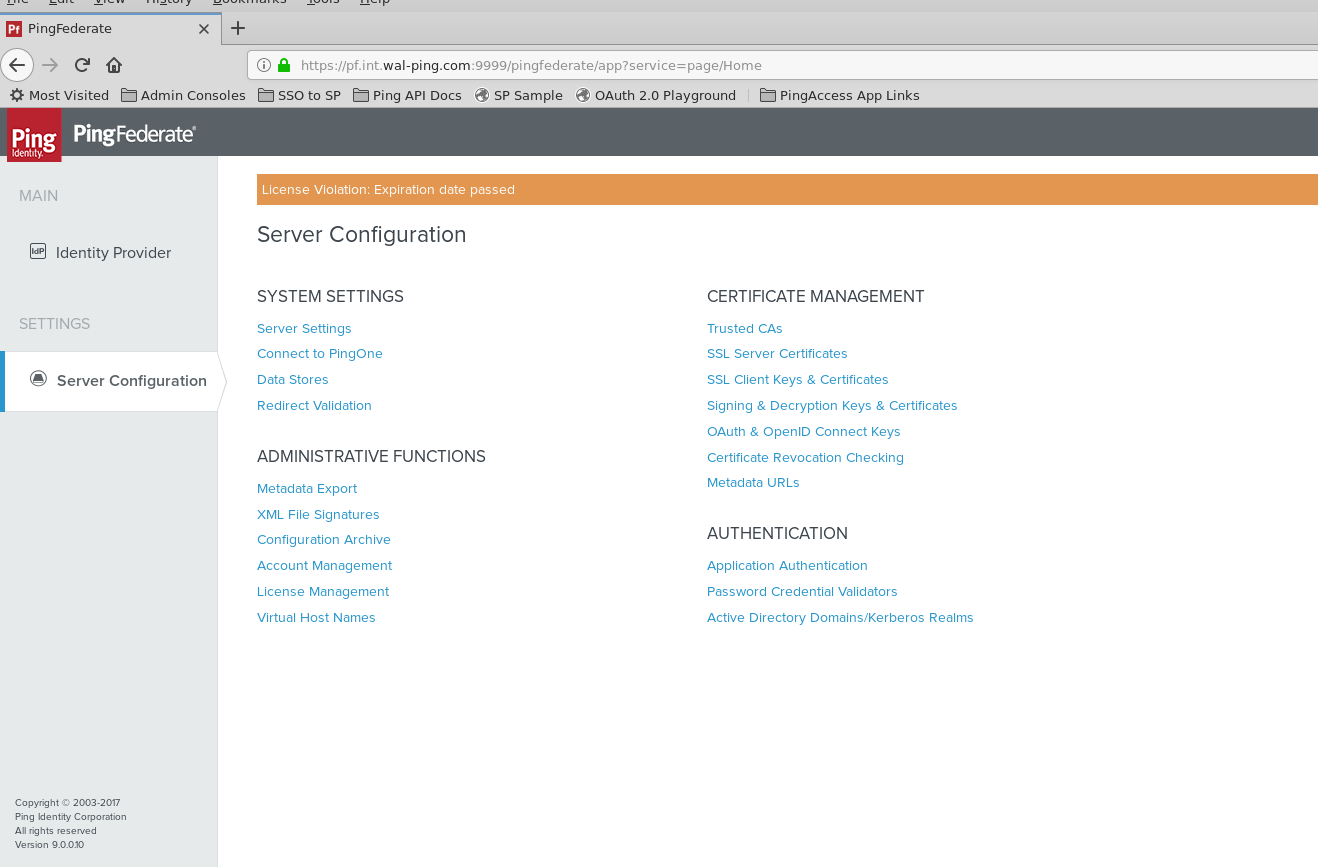 File Edit View History Bookmarks Tools Help
Pf PingFederate
https://pf.int.wal-ping.com:9999/pingfederate/app?service=page/Home
Most Visited Admin Consoles SSO to SP Ping API Docs SP Sample OAuth 2.0 Playground PingAccess App Links
Ping Identity. PingFederate®
MAIN
IdP Identity Provider
SETTINGS
Server Configuration
License Violation: Expiration date passed
Server Configuration
SYSTEM SETTINGS
Server Settings
Connect to PingOne
Data Stores
Redirect Validation
ADMINISTRATIVE FUNCTIONS
Metadata Export
XML File Signatures
Configuration Archive
Account Management
License Management
Virtual Host Names
CERTIFICATE MANAGEMENT
Trusted CAs
SSL Server Certificates
SSL Client Keys & Certificates
Signing & Decryption Keys & Certificates
OAuth & OpenID Connect Keys
Certificate Revocation Checking
Metadata URLs
AUTHENTICATION
Application Authentication
Password Credential Validators
Active Directory Domains/Kerberos Realms
Copyright © 2003-2017
Ping Identity Corporation
All rights reserved
Version 9.0.0.10